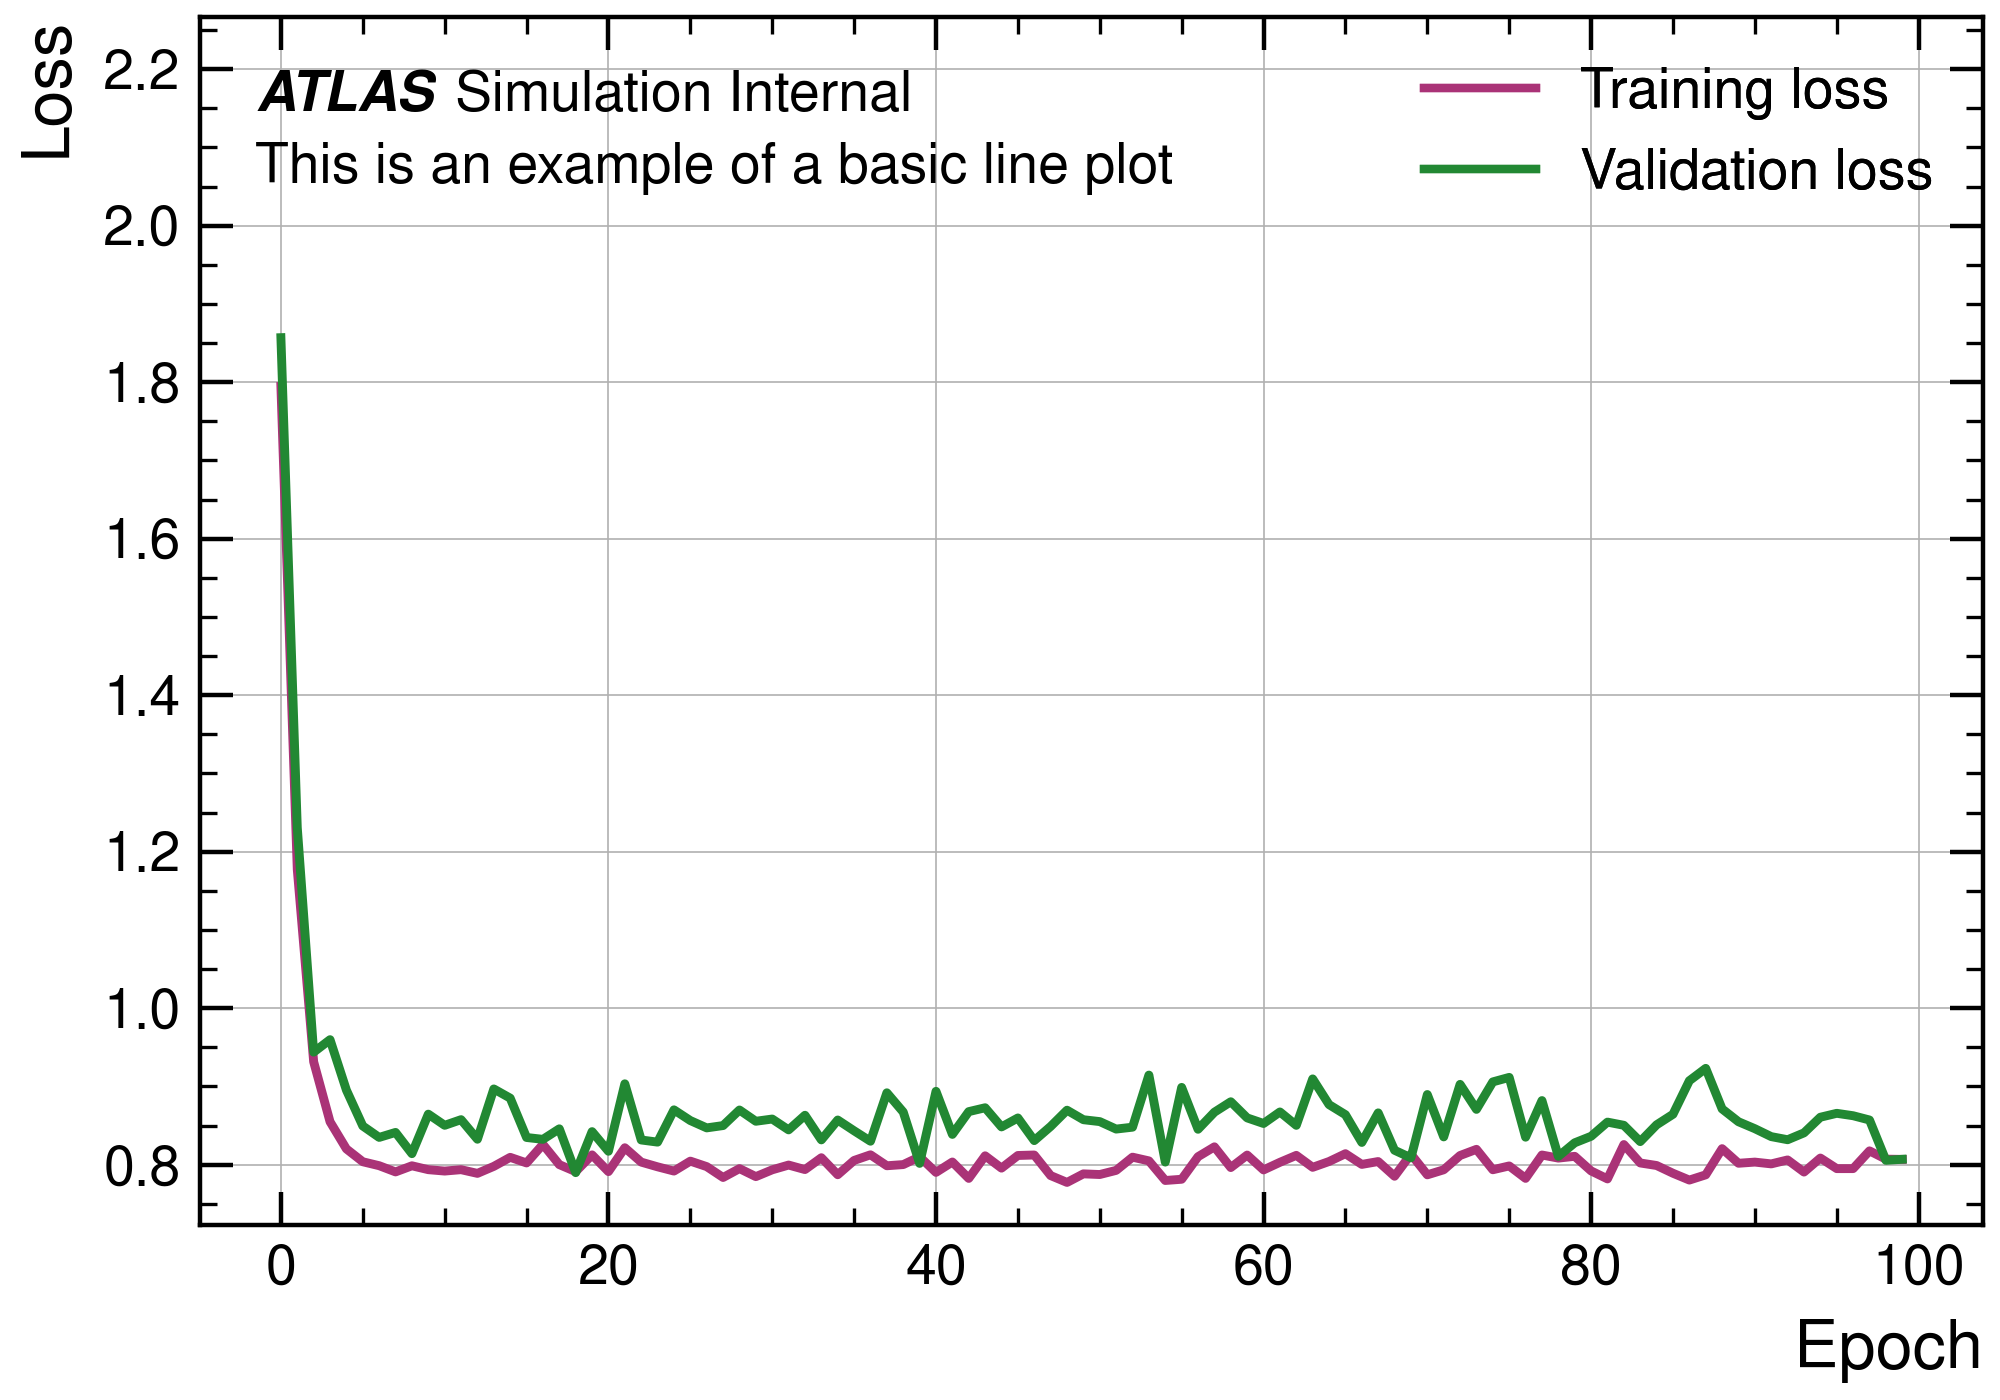 Loss
2.2
2.0
1.8
1.6
1.4
1.2
1.0
0.8
ATLAS Simulation Internal
This is an example of a basic line plot
Training loss
Validation loss
0 20 40 60 80 100
Epoch